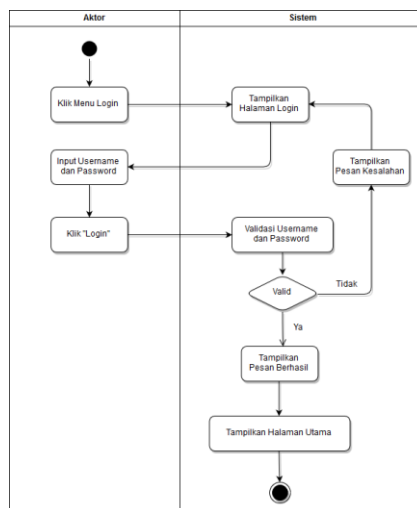 Aktor
Sistem
Klik Menu Login
Tampilkan
Halaman Login
Input Username
dan Password
Tampilkan
Pesan Kesalahan
Klik "Login"
Validasi Username
dan Password
Valid
Tidak
Ya
Tampilkan
Pesan Berhasil
Tampilkan Halaman Utama